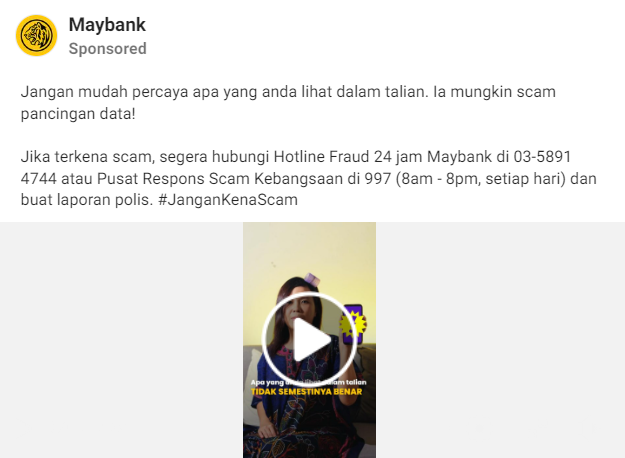 Maybank
Sponsored
Jangan mudah percaya apa yang anda lihat dalam talian. Ia mungkin scam
pancingan data!
Jika terkena scam, segera hubungi Hotline Fraud 24 jam Maybank di 03-5891
4744 atau Pusat Respons Scam Kebangsaan di 997 (8am - 8pm, setiap hari) dan
buat laporan polis. #JanganKenaScam
Apa yang anda lihat dalam talian
TIDAK SEMESTINYA BENAR